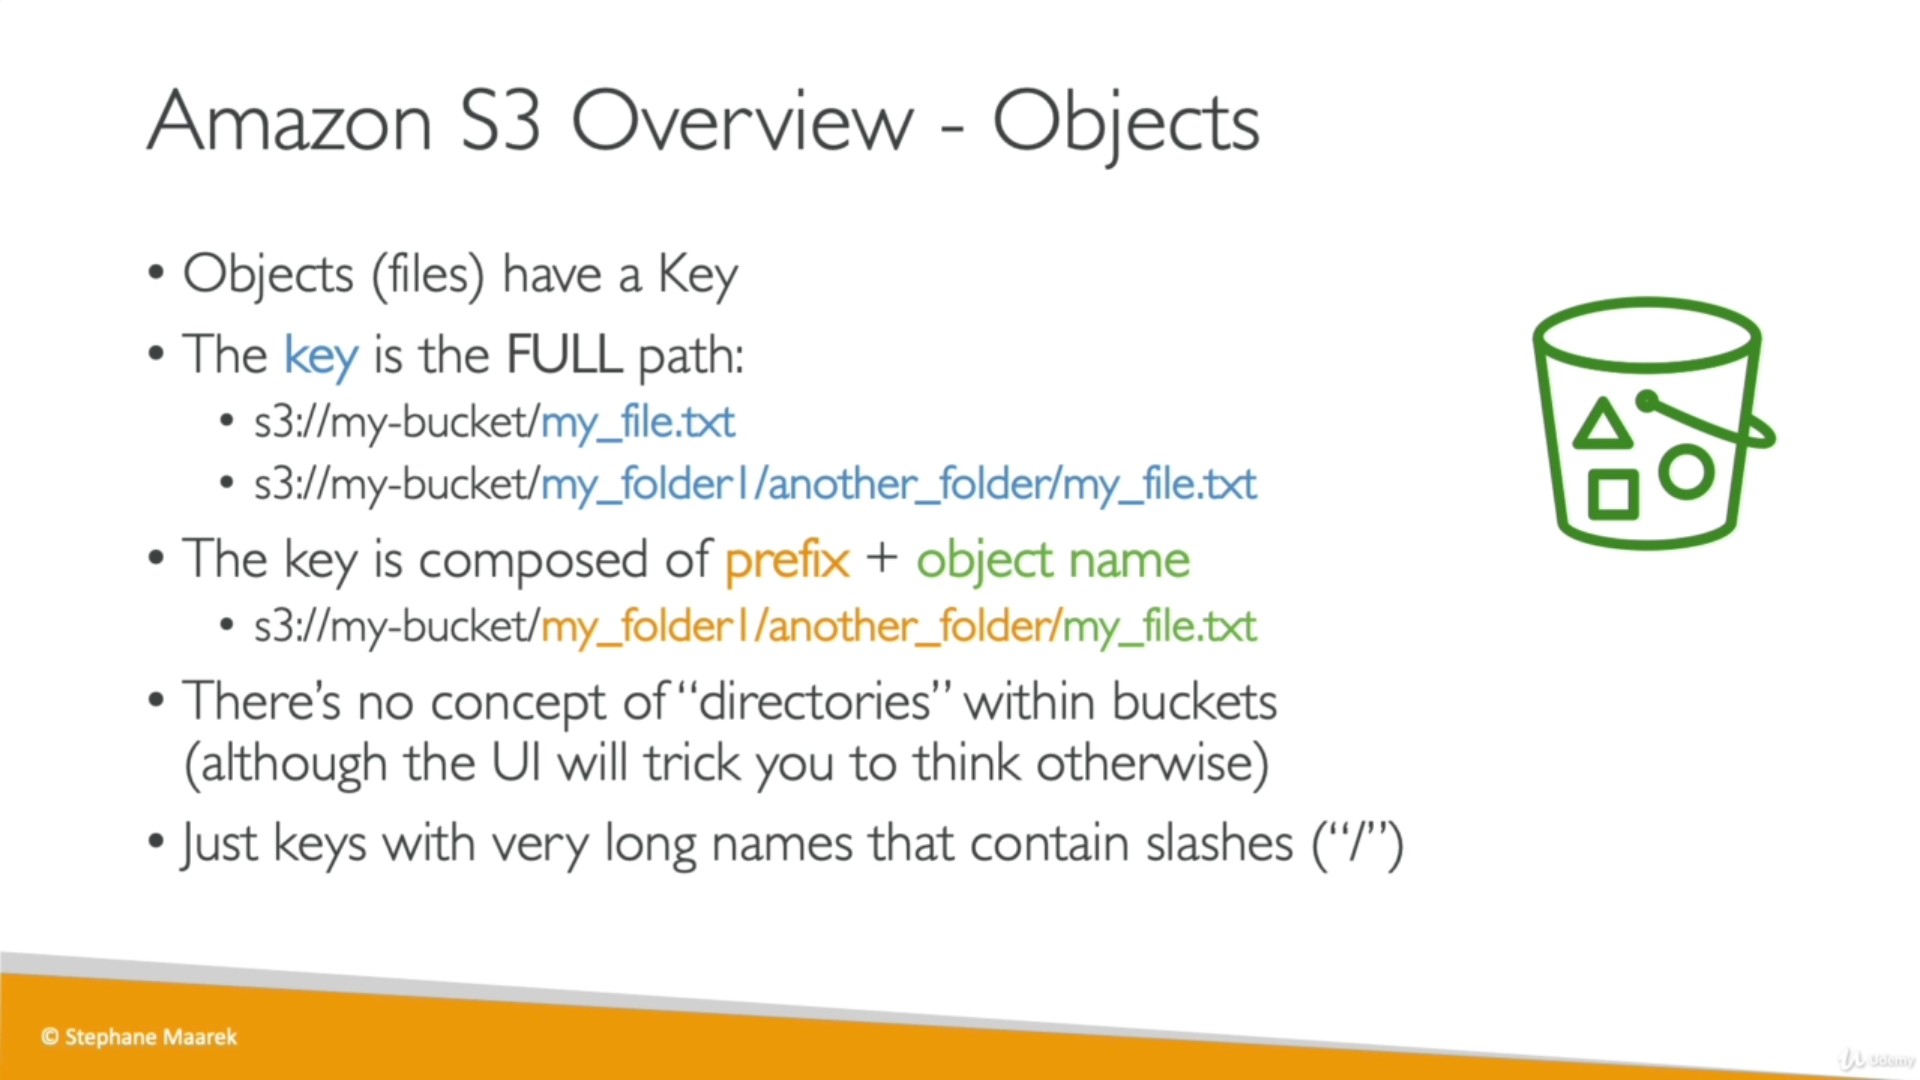 Amazon S3 Overview - Objects
• Objects (files) have a Key
• The key is the FULL path:
• s3://my-bucket/my_file.txt
• s3://my-bucket/my_folder1/another_folder/my_file.txt
• The key is composed of prefix + object name
• s3://my-bucket/my_folder1/another_folder/my_file.txt
• There’s no concept of “directories” within buckets
(although the UI will trick you to think otherwise)
• Just keys with very long names that contain slashes (“/”)
© Stephane Maarek
Udemy